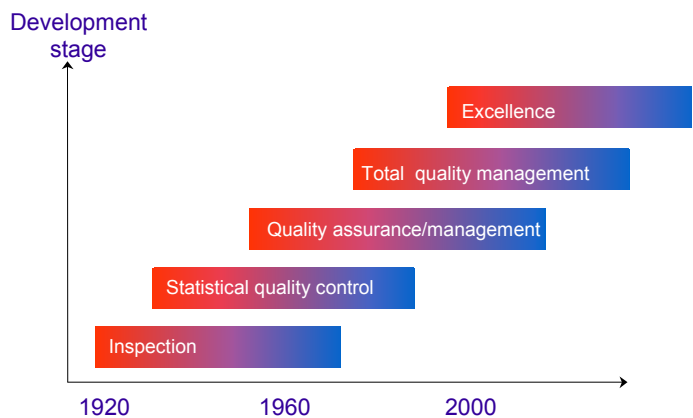 Development
stage
Excellence
Total quality management
Quality assurance/management
Statistical quality control
Inspection
1920 1960 2000